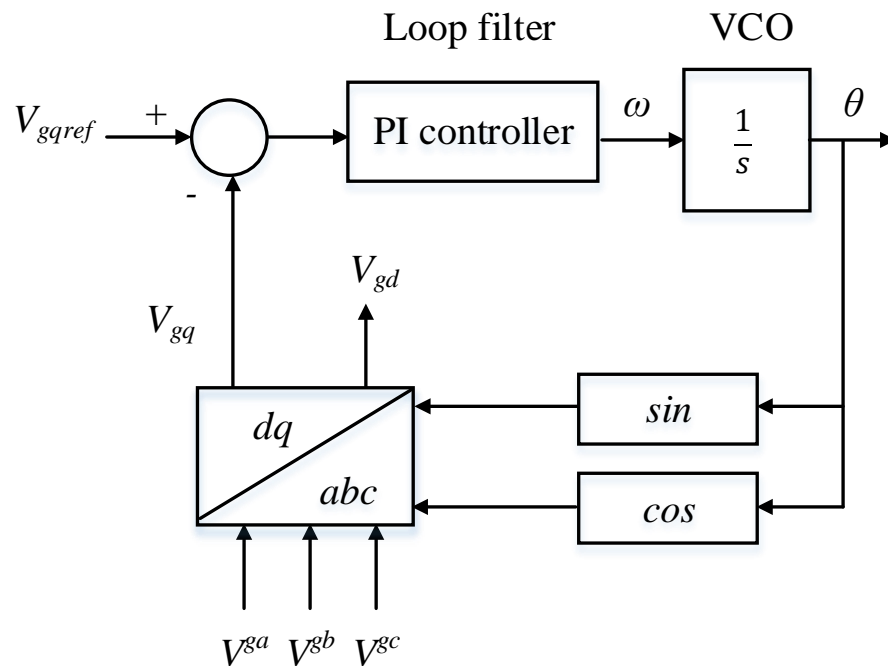 Loop filter
VCO
V_gqref
+
-
PI controller
ω
1/s
θ
V_gd
V_gq
dq
abc
sin
cos
V^ga V^gb V^gc